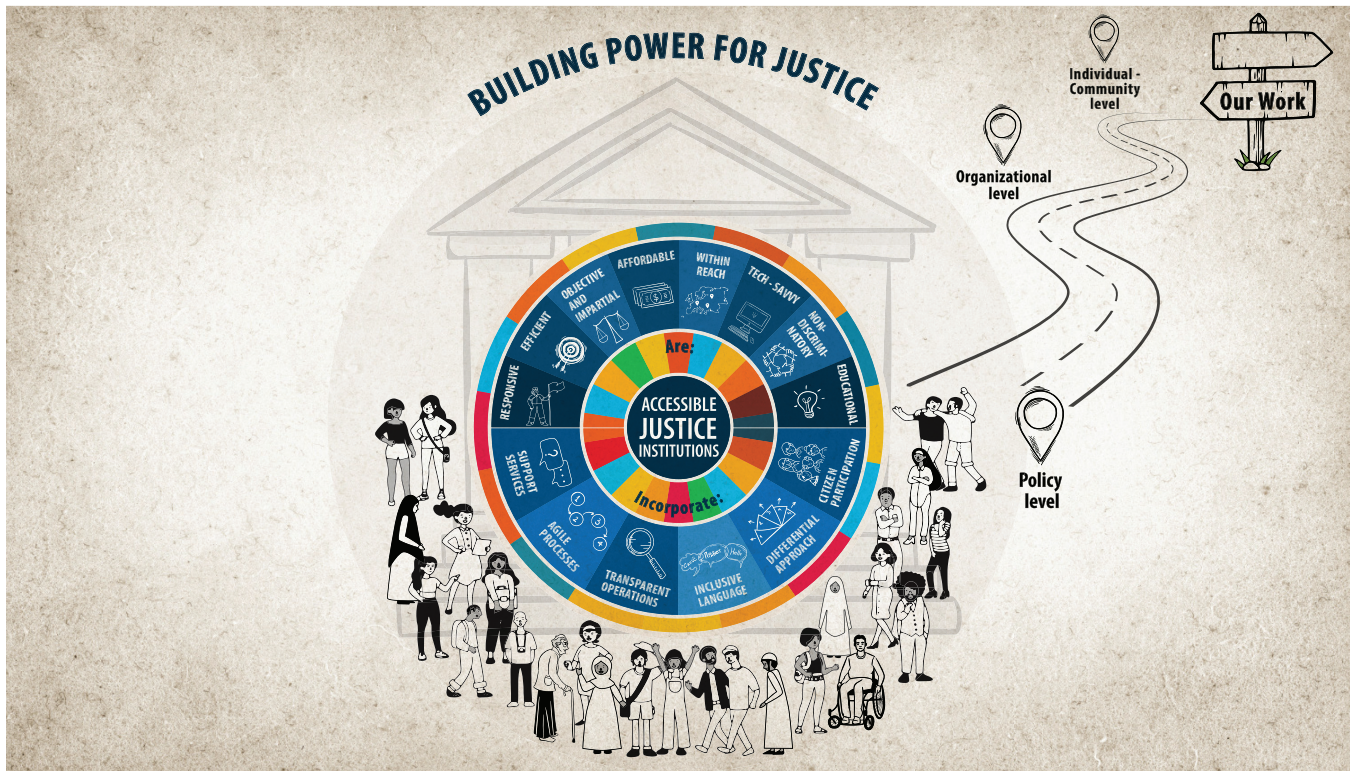 BUILDING POWER FOR JUSTICE
Individual -
Community
level
Our Work
Organizational
level
Policy
level
ACCESSIBLE
JUSTICE
INSTITUTIONS
Are:
RESPONSIVE
EFFICIENT
OBJECTIVE
AND
IMPARTIAL
AFFORDABLE
WITHIN
REACH
TECH - SAVVY
NON-
DISCRIMI-
NATORY
EDUCATIONAL
Incorporate:
SUPPORT
SERVICES
AGILE
PROCESSES
TRANSPARENT
OPERATIONS
INCLUSIVE
LANGUAGE
DIFFERENTIAL
APPROACH
CITIZEN
PARTICIPATION